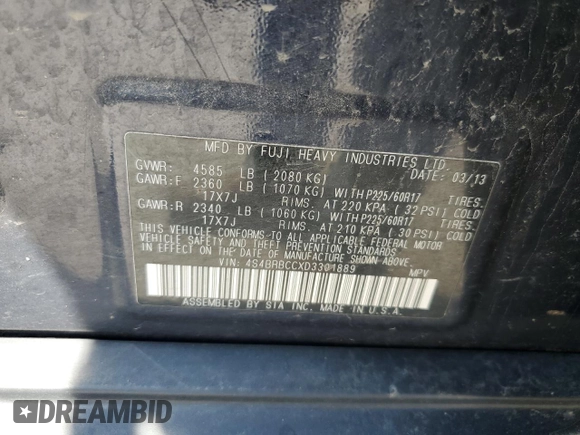 MFD BY FUJI HEAVY INDUSTRIES LTD.
DATE: 03/13
GVWR: 4585 LB (2080 KG)
GAWR:F 2360 LB (1070 KG) WITH P225/60R17 TIRES.
17X7J RIMS. AT 220 KPA (32 PSI) COLD
GAWR:R 2340 LB (1060 KG) WITH P225/60R17 TIRES.
17X7J RIMS. AT 210 KPA (30 PSI) COLD
THIS VEHICLE CONFORMS TO ALL APPLICABLE FEDERAL MOTOR
VEHICLE SAFETY AND THEFT PREVENTION STANDARDS
IN EFFECT ON THE DATE OF MANUFACTURE SHOWN ABOVE.
VIN: 4S4BRBCCXD3301889 MPV
ASSEMBLED BY SIA INC. MADE IN U.S.A.
DREAMBID